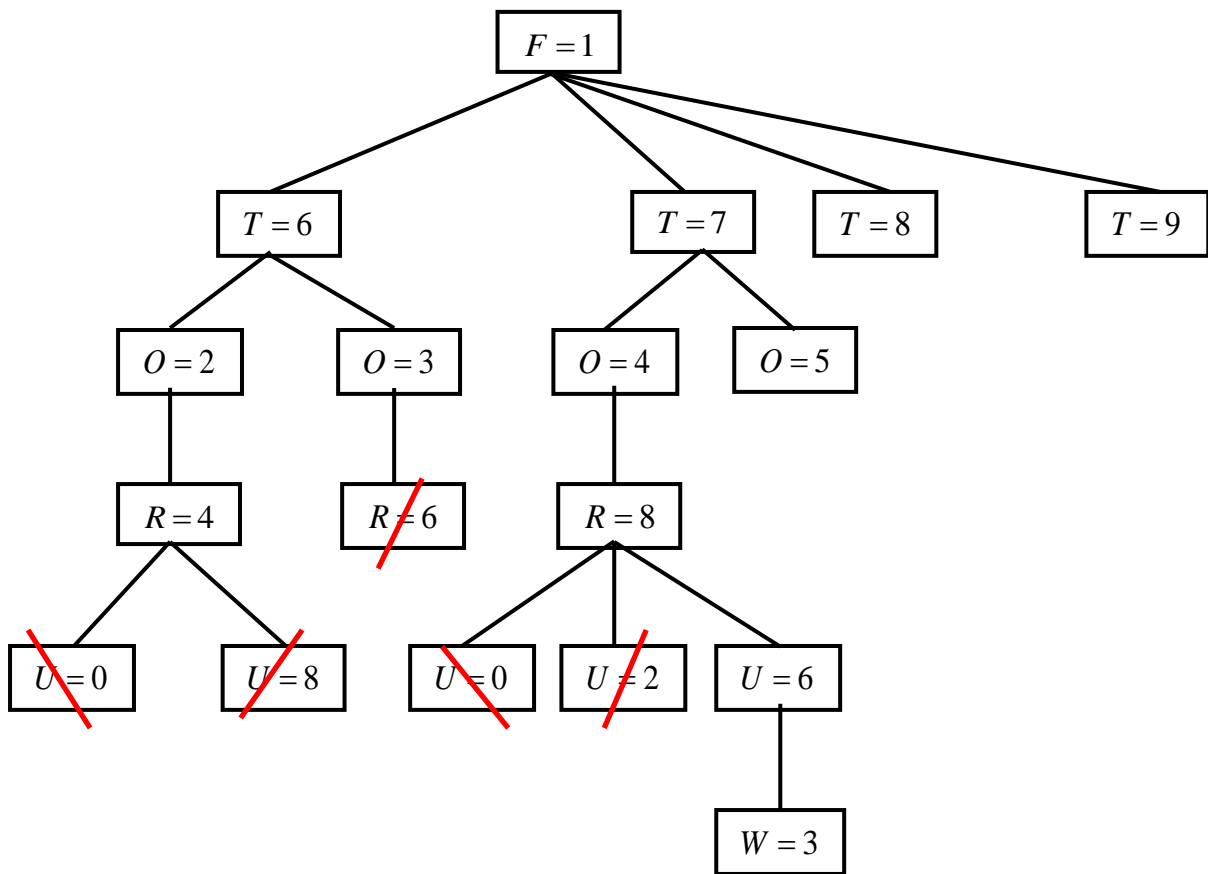 F = 1
T = 6
T = 7
T = 8
T = 9
O = 2
O = 3
O = 4
O = 5
R = 4
R = 6
R = 8
U = 0
U = 8
U = 0
U = 2
U = 6
W = 3